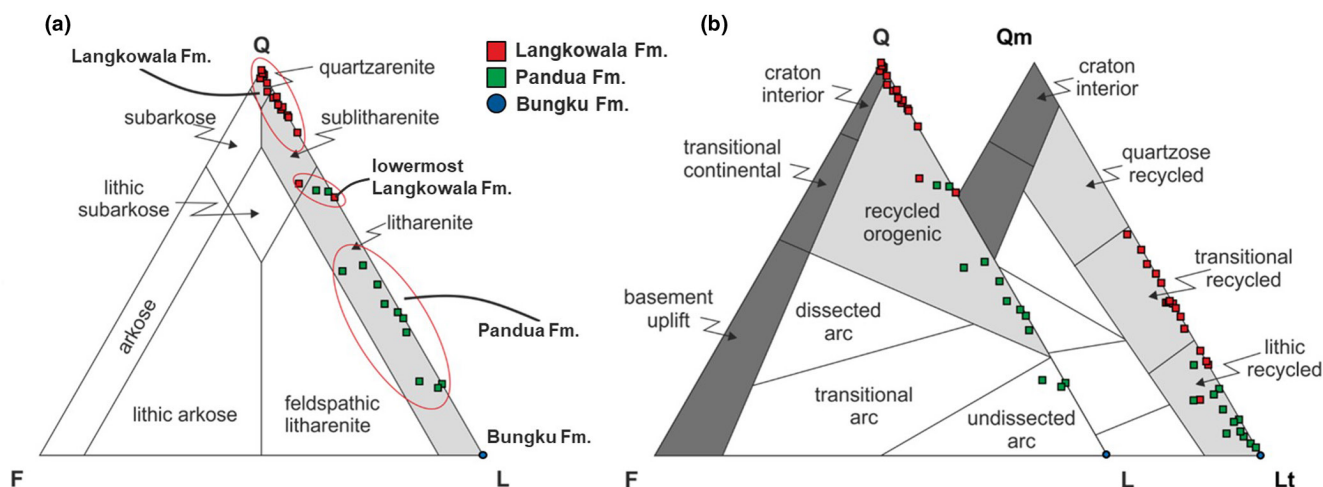 (a)
Q
Langkowala Fm.
quartzarenite
subarkose
sublitharenite
lowermost
Langkowala Fm.
lithic
subarkose
litharenite
arkose
Pandua Fm.
lithic arkose
feldspathic
litharenite
Bungku Fm.
F
L
Langkowala Fm.
Pandua Fm.
Bungku Fm.
(b)
Q
Qm
craton
interior
craton
interior
transitional
continental
quartzose
recycled
recycled
orogenic
transitional
recycled
basement
uplift
dissected
arc
lithic
recycled
transitional
arc
undissected
arc
F
L
Lt